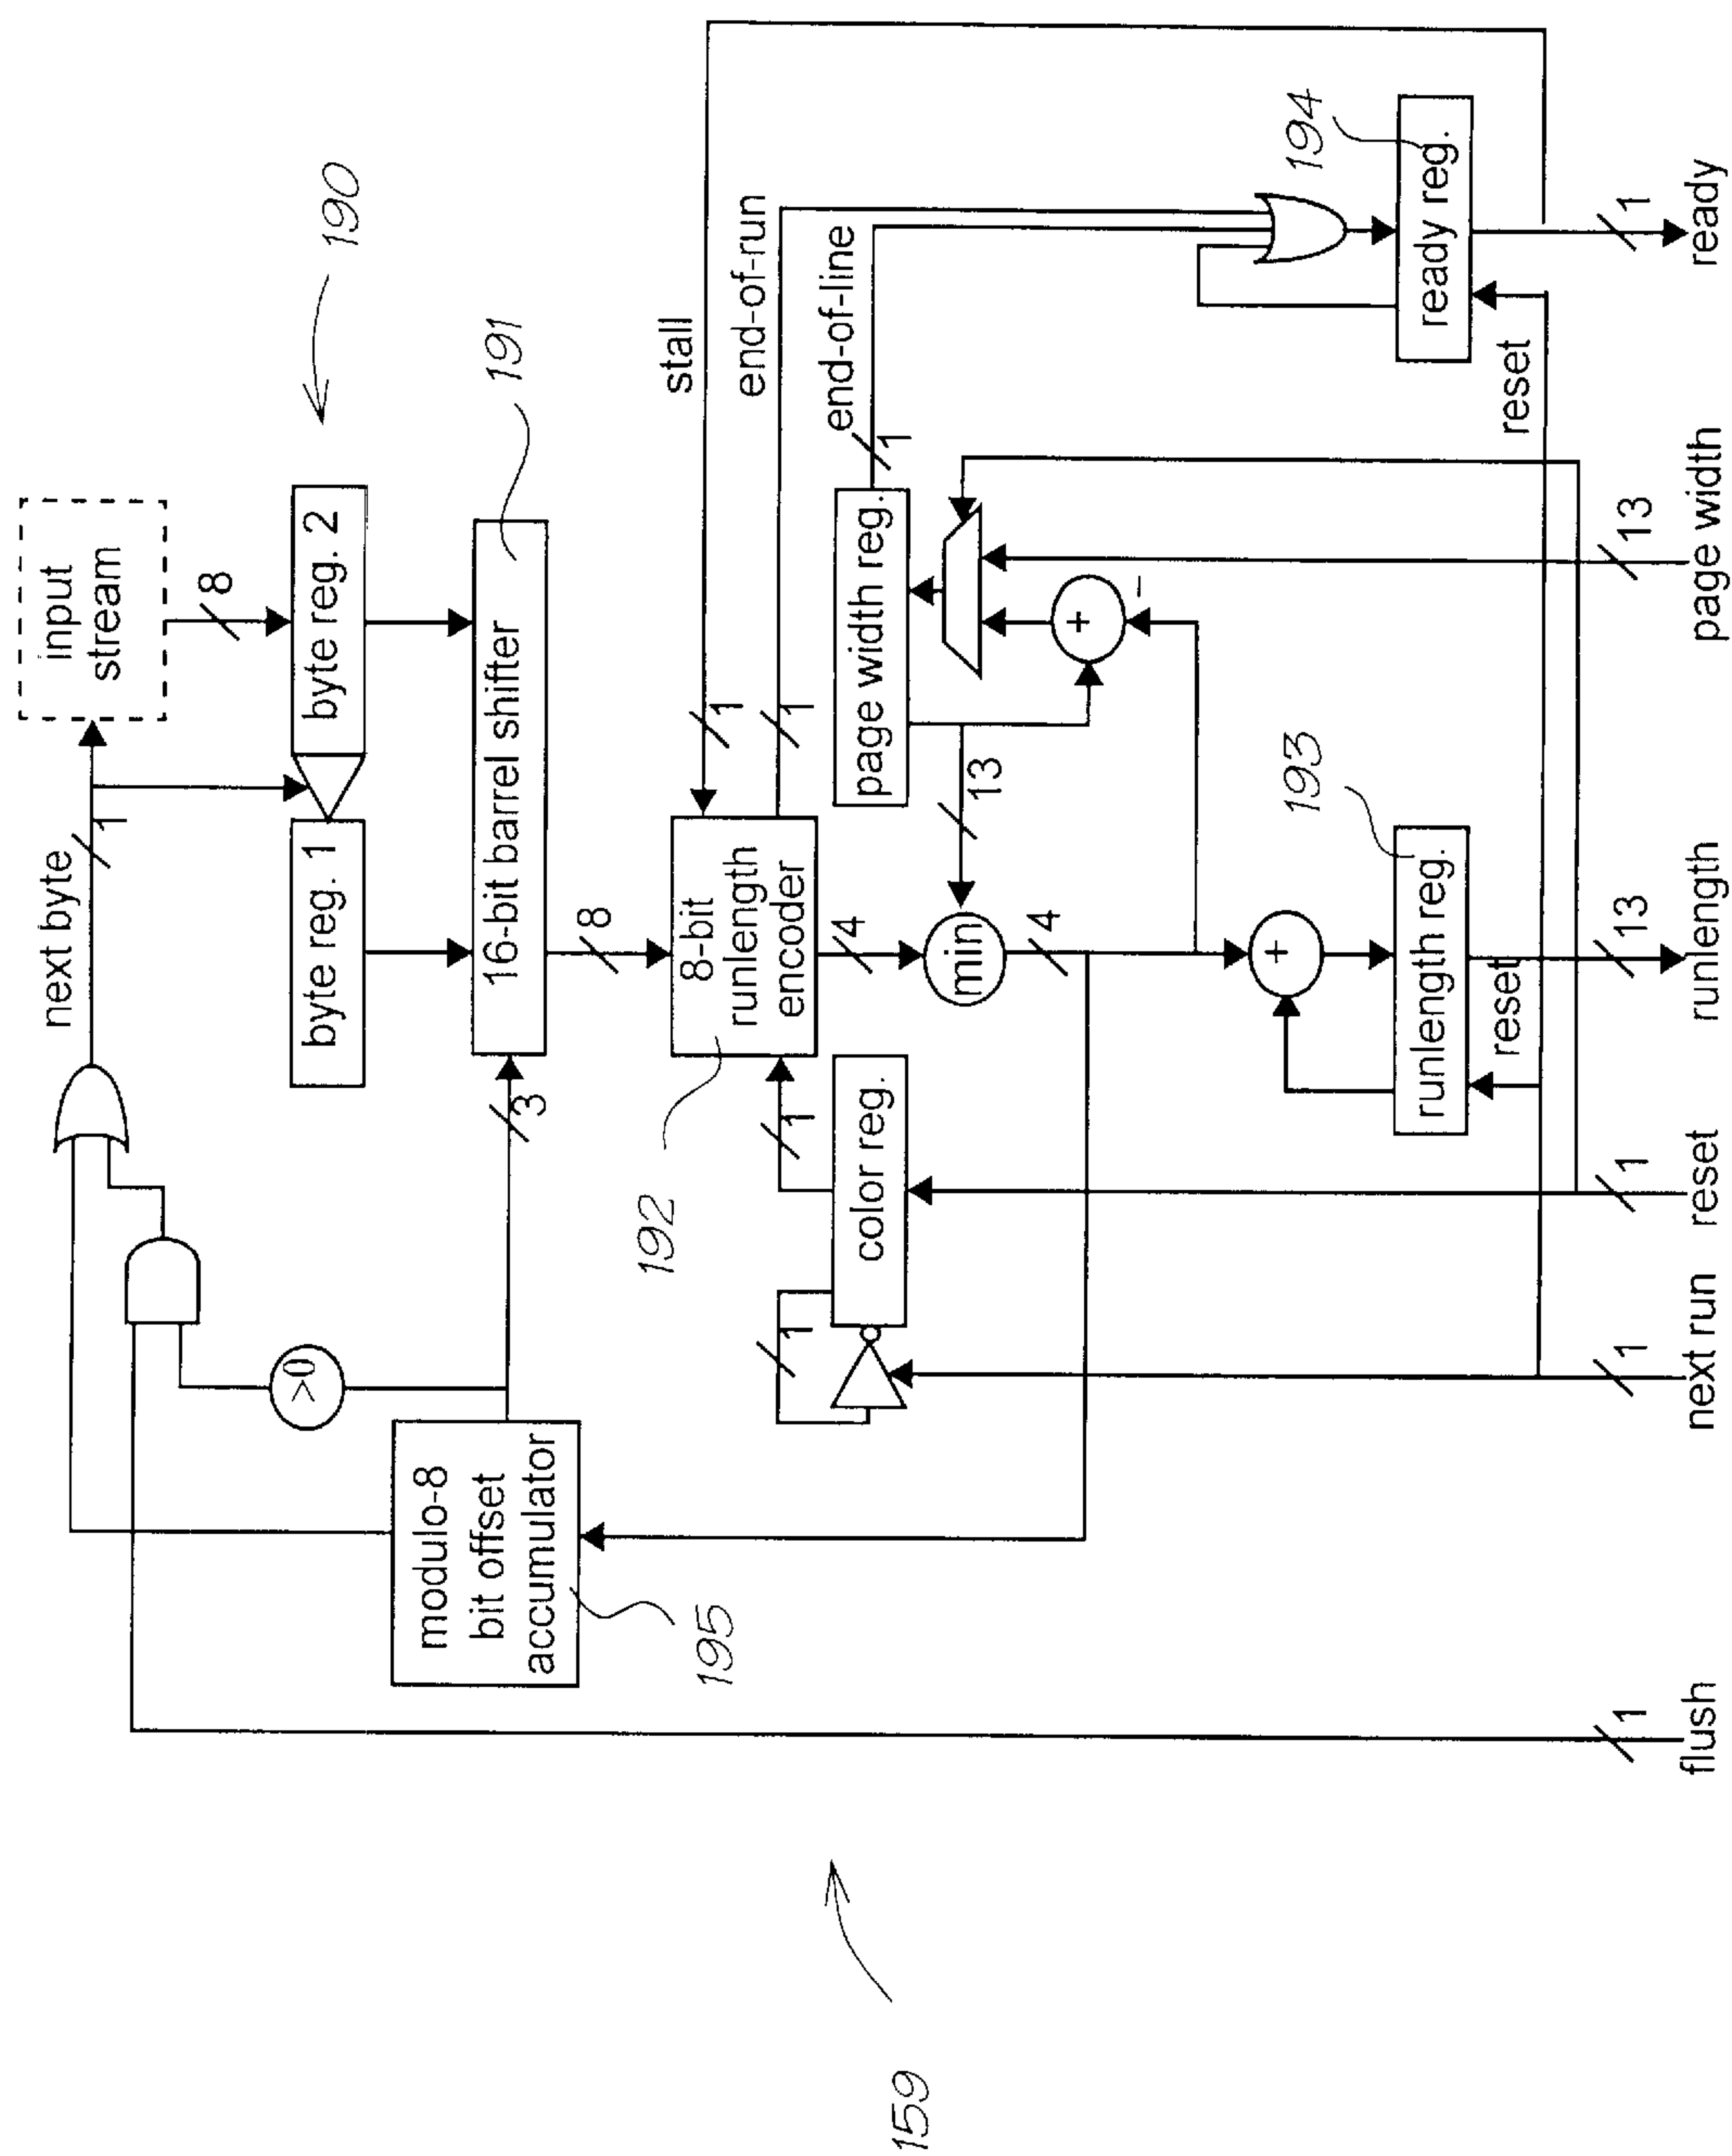 input
stream
next byte
1
8
190
byte reg. 1
byte reg. 2
16-bit barrel shifter
191
>0
3
8
modulo-8
bit offset
accumulator
195
192
8-bit
runlength
encoder
stall
1
end-of-run
1
end-of-line
1
1
1
color reg.
4
min
4
13
page width reg.
+
−
+
193
runlength reg.
reset
194
ready reg.
reset
1
flush
1
next run
1
reset
13
runlength
13
page width
1
ready
159